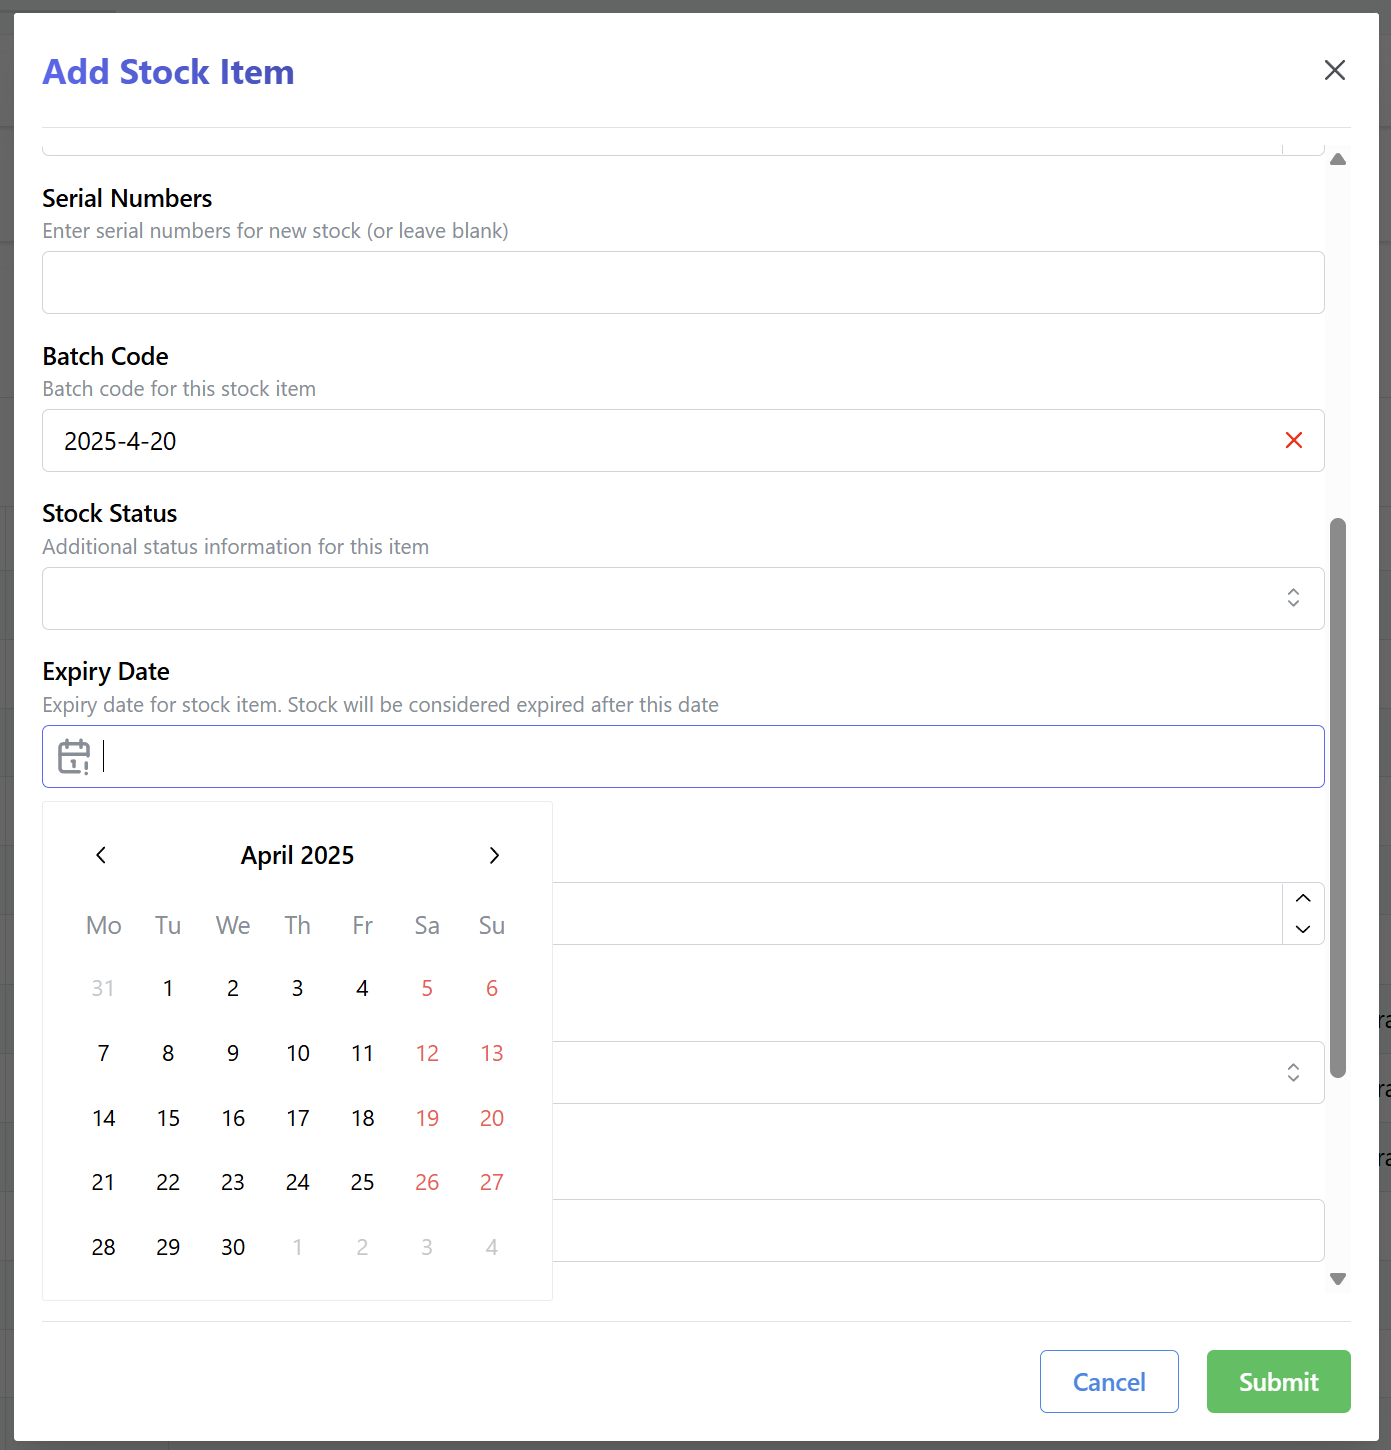 Add Stock Item
Serial Numbers
Enter serial numbers for new stock (or leave blank)
Batch Code
Batch code for this stock item
2025-4-20
Stock Status
Additional status information for this item
Expiry Date
Expiry date for stock item. Stock will be considered expired after this date
April 2025
Mo Tu We Th Fr Sa Su
31 1 2 3 4 5 6
7 8 9 10 11 12 13
14 15 16 17 18 19 20
21 22 23 24 25 26 27
28 29 30 1 2 3 4
Cancel Submit